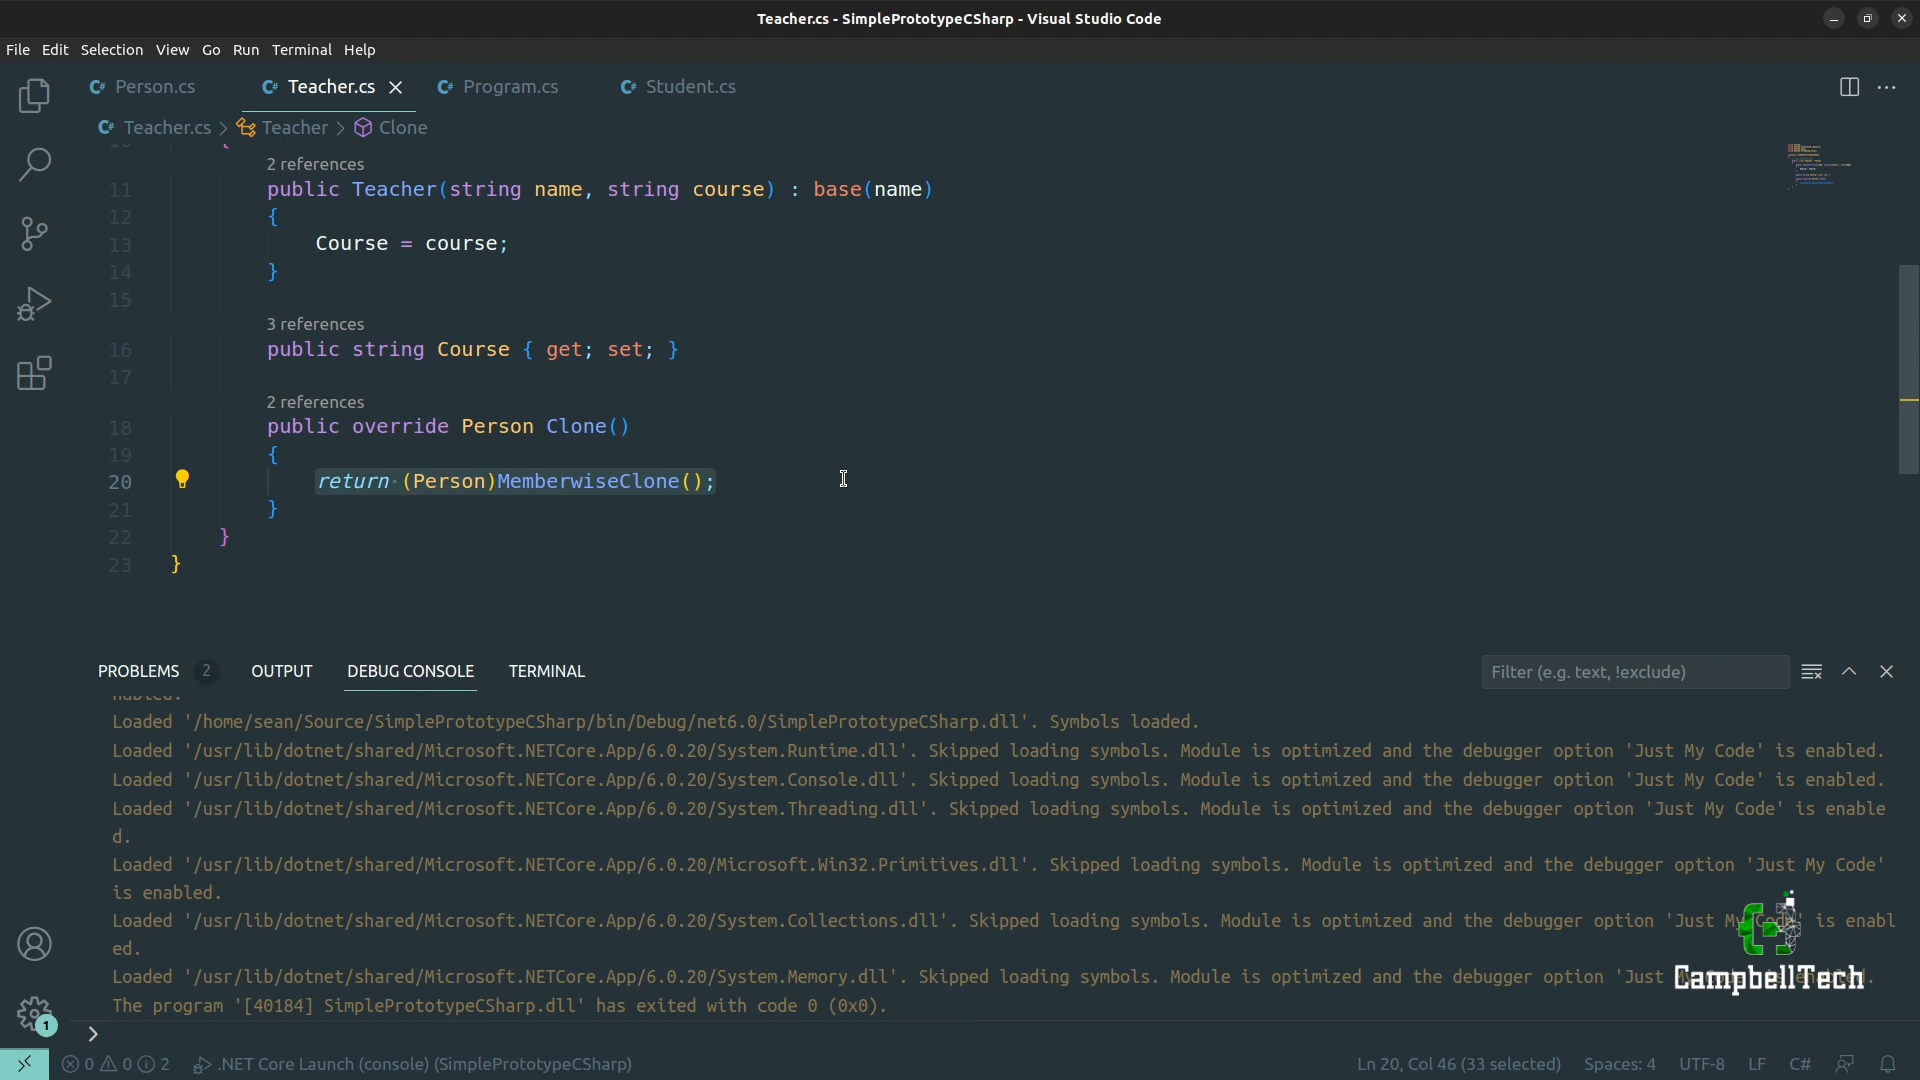 Teacher.cs - SimplePrototypeCSharp - Visual Studio Code
File Edit Selection View Go Run Terminal Help
C# Person.cs C# Teacher.cs C# Program.cs C# Student.cs
C# Teacher.cs > Teacher > Clone
2 references
11 public Teacher(string name, string course) : base(name)
12 {
13 Course = course;
14 }
15
3 references
16 public string Course { get; set; }
17
2 references
18 public override Person Clone()
19 {
20 return (Person)MemberwiseClone();
21 }
22 }
23 }
PROBLEMS 2 OUTPUT DEBUG CONSOLE TERMINAL Filter (e.g. text, !exclude)
nabled.
Loaded '/home/sean/Source/SimplePrototypeCSharp/bin/Debug/net6.0/SimplePrototypeCSharp.dll'. Symbols loaded.
Loaded '/usr/lib/dotnet/shared/Microsoft.NETCore.App/6.0.20/System.Runtime.dll'. Skipped loading symbols. Module is optimized and the debugger option 'Just My Code' is enabled.
Loaded '/usr/lib/dotnet/shared/Microsoft.NETCore.App/6.0.20/System.Console.dll'. Skipped loading symbols. Module is optimized and the debugger option 'Just My Code' is enabled.
Loaded '/usr/lib/dotnet/shared/Microsoft.NETCore.App/6.0.20/System.Threading.dll'. Skipped loading symbols. Module is optimized and the debugger option 'Just My Code' is enable
d.
Loaded '/usr/lib/dotnet/shared/Microsoft.NETCore.App/6.0.20/Microsoft.Win32.Primitives.dll'. Skipped loading symbols. Module is optimized and the debugger option 'Just My Code'
is enabled.
Loaded '/usr/lib/dotnet/shared/Microsoft.NETCore.App/6.0.20/System.Collections.dll'. Skipped loading symbols. Module is optimized and the debugger option 'Just My Code' is enabl
ed.
Loaded '/usr/lib/dotnet/shared/Microsoft.NETCore.App/6.0.20/System.Memory.dll'. Skipped loading symbols. Module is optimized and the debugger option 'Just
CampbellTech
The program '[40184] SimplePrototypeCSharp.dll' has exited with code 0 (0x0).
1
>
0 0 2 .NET Core Launch (console) (SimplePrototypeCSharp) Ln 20, Col 46 (33 selected) Spaces: 4 UTF-8 LF C#